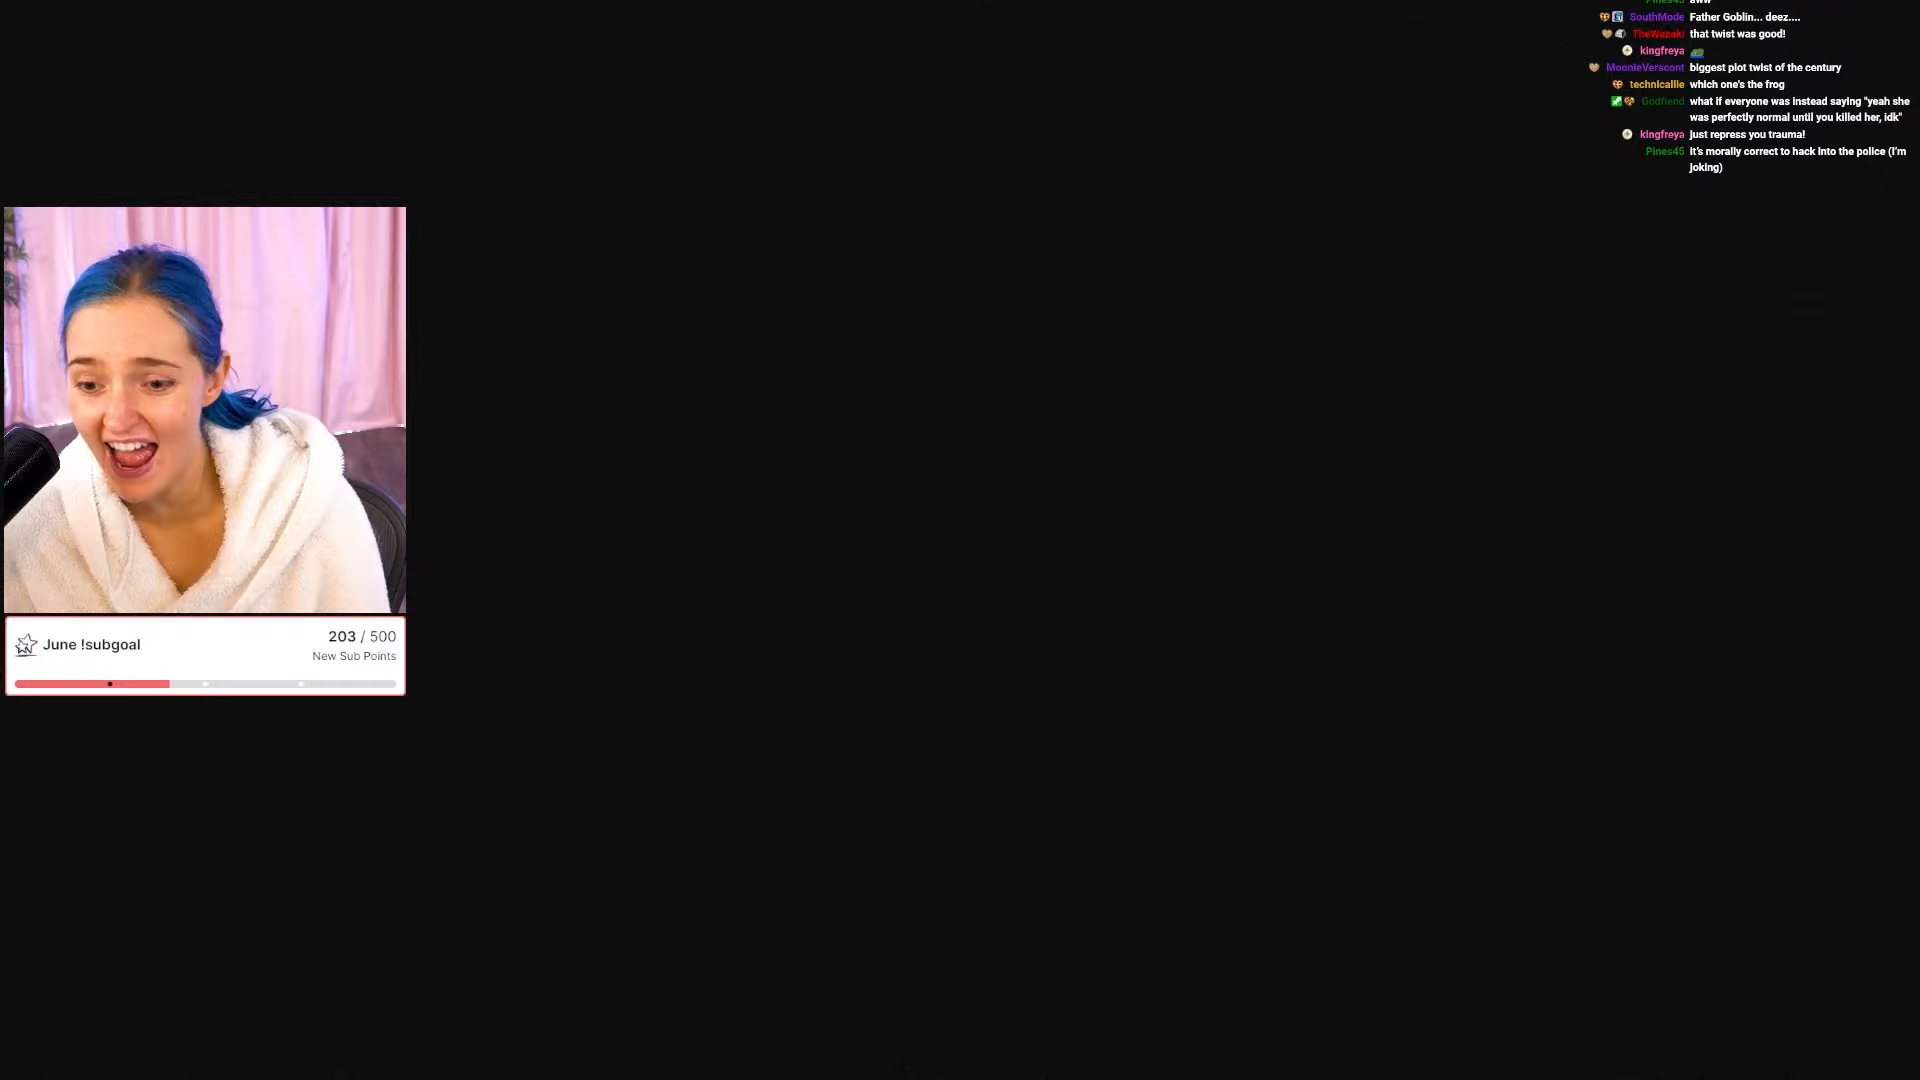 Pines45 aww
SouthMode Father Goblin... deez....
TheWazaki that twist was good!
kingfreya
MoonieVerscont biggest plot twist of the century
technicallie which one's the frog
Godfiend what if everyone was instead saying "yeah she
was perfectly normal until you killed her, idk"
kingfreya just repress you trauma!
Pines45 It's morally correct to hack into the police (I'm
joking)
June !subgoal
203 / 500
New Sub Points